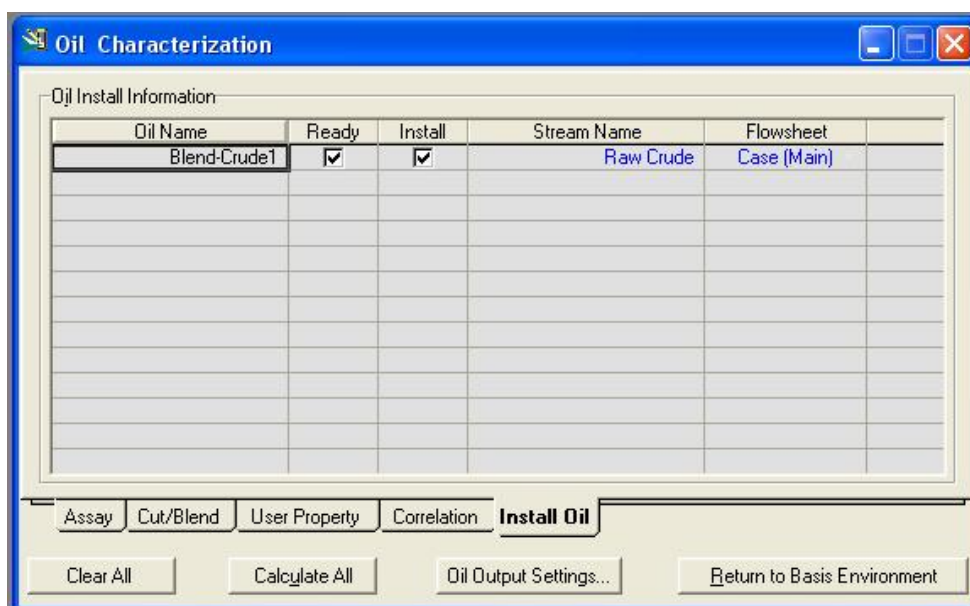 Oil Characterization
Oil Install Information
Oil Name Ready Install Stream Name Flowsheet
Blend-Crude1 Raw Crude Case (Main)
Assay Cut/Blend User Property Correlation Install Oil
Clear All Calculate All Oil Output Settings... Return to Basis Environment